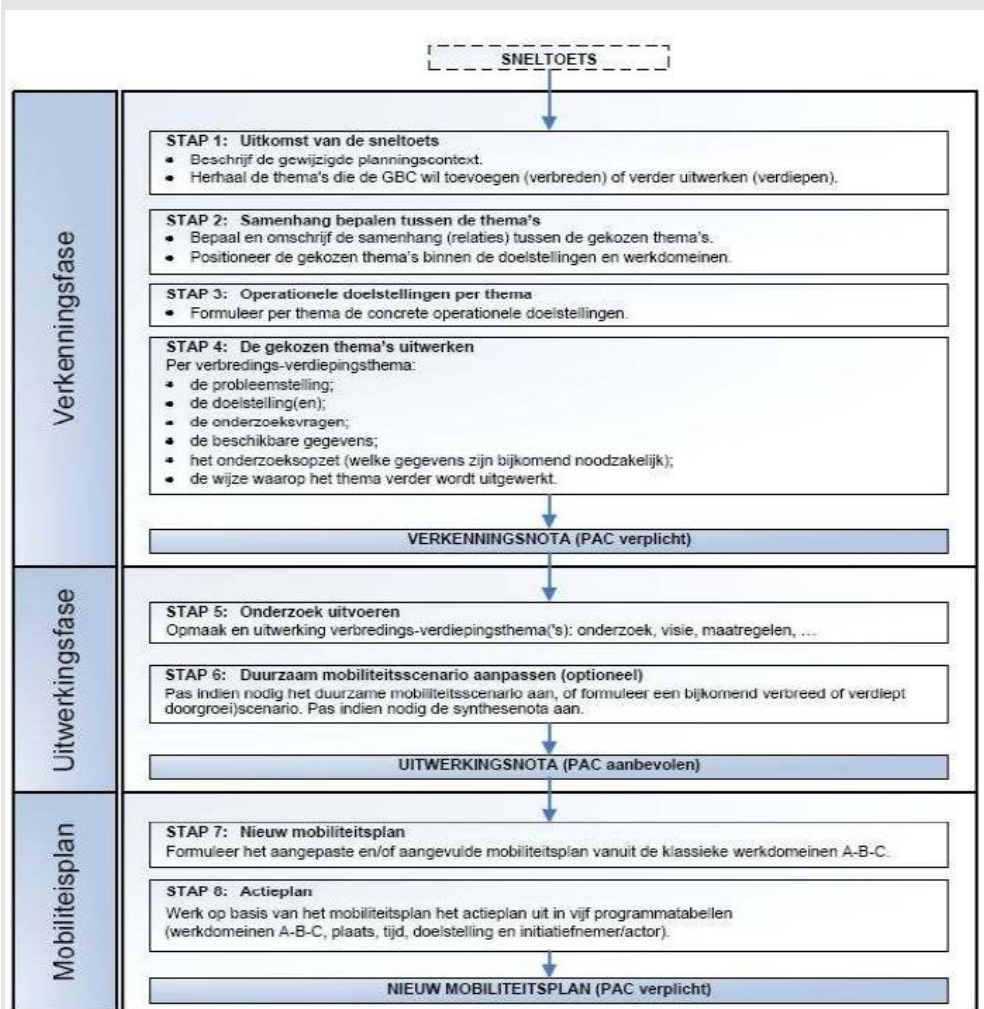 SNELTOETS
Verkenningsfase
STAP 1: Uitkomst van de sneltoets
• Beschrijf de gewijzigde planningscontext.
• Herhaal de thema's die de GBC wil toevoegen (verbreden) of verder uitwerken (verdiepen).
STAP 2: Samenhang bepalen tussen de thema's
• Bepaal en omschrijf de samenhang (relaties) tussen de gekozen thema's.
• Positioneer de gekozen thema's binnen de doelstellingen en werkdomeinen.
STAP 3: Operationele doelstellingen per thema
• Formuleer per thema de concrete operationele doelstellingen.
STAP 4: De gekozen thema's uitwerken
Per verbredings-verdiepingsthema:
• de probleemstelling;
• de doelstelling(en);
• de onderzoeksvragen;
• de beschikbare gegevens;
• het onderzoeksopzet (welke gegevens zijn bijkomend noodzakelijk);
• de wijze waarop het thema verder wordt uitgewerkt.
VERKENNINGSNOTA (PAC verplicht)
Uitwerkingsfase
STAP 5: Onderzoek uitvoeren
Opmaak en uitwerking verbredings-verdiepingsthema('s): onderzoek, visie, maatregelen, …
STAP 6: Duurzaam mobiliteitsscenario aanpassen (optioneel)
Pas indien nodig het duurzame mobiliteitsscenario aan, of formuleer een bijkomend verbreed of verdiept
doorgroei)scenario. Pas indien nodig de synthesenota aan.
UITWERKINGSNOTA (PAC aanbevolen)
Mobiliteisplan
STAP 7: Nieuw mobiliteitsplan
Formuleer het aangepaste en/of aangevulde mobiliteitsplan vanuit de klassieke werkdomeinen A-B-C.
STAP 8: Actieplan
Werk op basis van het mobiliteitsplan het actieplan uit in vijf programmatabellen
(werkdomeinen A-B-C, plaats, tijd, doelstelling en initiatiefnemer/actor).
NIEUW MOBILITEITSPLAN (PAC verplicht)